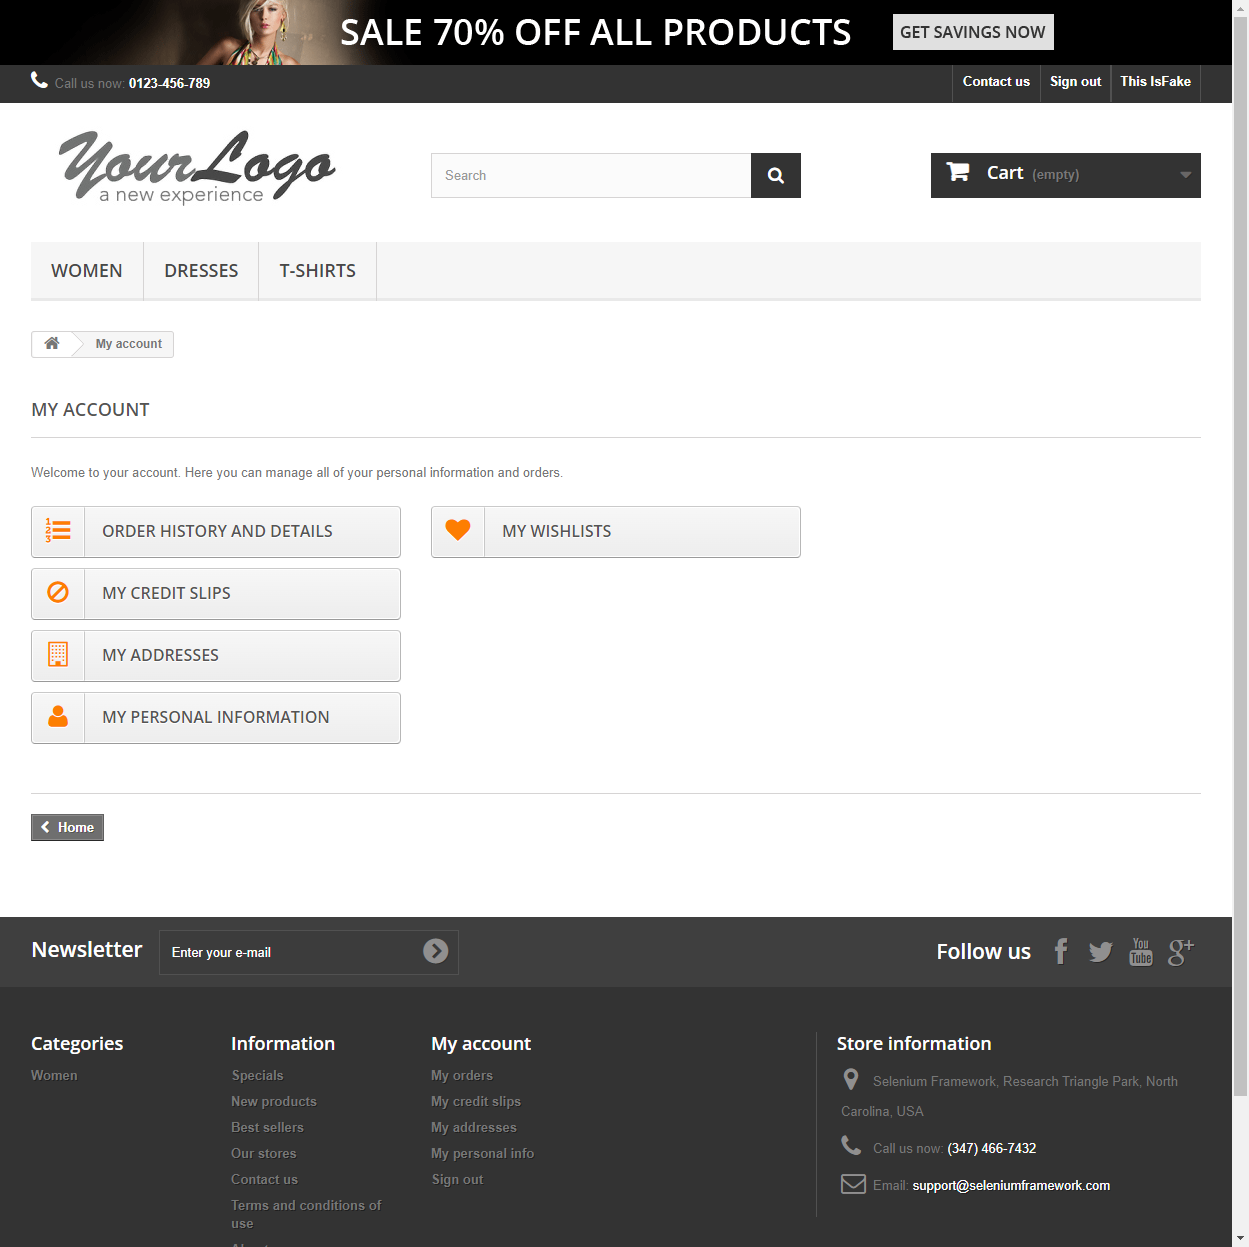 SALE 70% OFF ALL PRODUCTS
GET SAVINGS NOW
Call us now: 0123-456-789
Contact us
Sign out
This IsFake
YourLogo
a new experience
Search
Cart (empty)
WOMEN
DRESSES
T-SHIRTS
My account
MY ACCOUNT
Welcome to your account. Here you can manage all of your personal information and orders.
ORDER HISTORY AND DETAILS
MY WISHLISTS
MY CREDIT SLIPS
MY ADDRESSES
MY PERSONAL INFORMATION
Home
Newsletter
Enter your e-mail
Follow us
You
Tube
Categories
Women
Information
Specials
New products
Best sellers
Our stores
Contact us
Terms and conditions of
use
My account
My orders
My credit slips
My addresses
My personal info
Sign out
Store information
Selenium Framework, Research Triangle Park, North
Carolina, USA
Call us now: (347) 466-7432
Email: support@seleniumframework.com